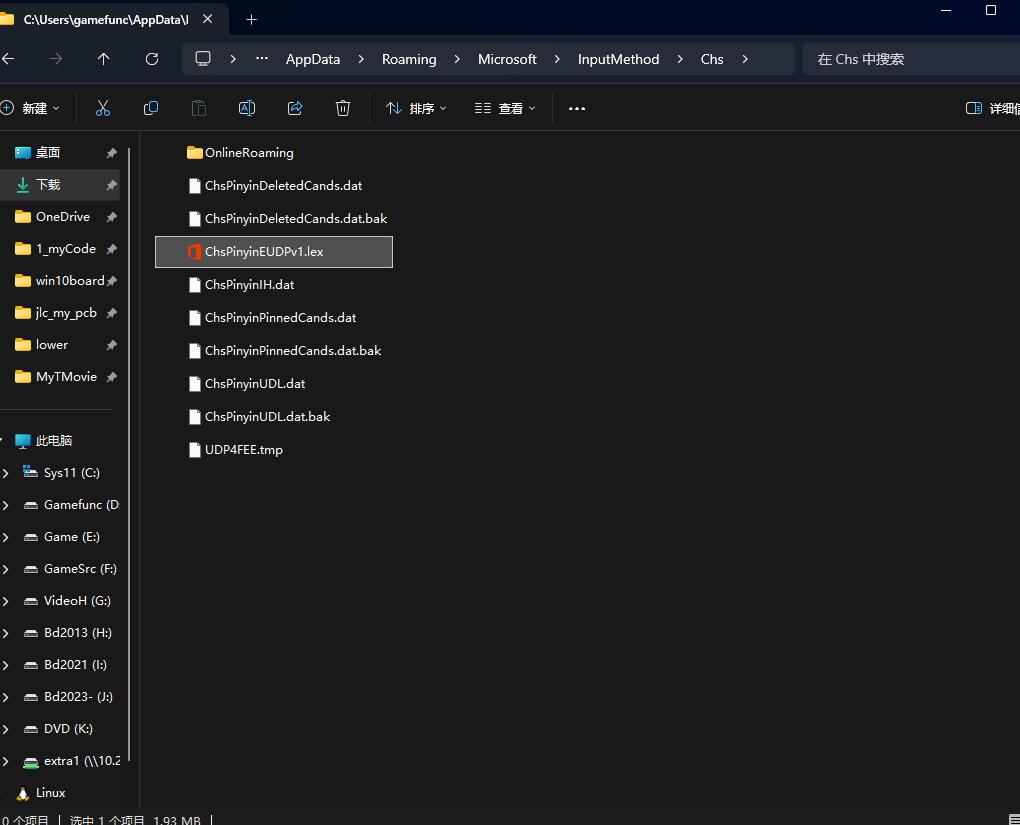 C:\Users\gamefunc\AppData\
AppData
Roaming
Microsoft
InputMethod
Chs
在 Chs 中搜索
新建
排序
查看
详细信
桌面
下载
OneDrive
1_myCode
win10board
jlc_my_pcb
lower
MyTMovie
此电脑
Sys11 (C:)
Gamefunc (D:
Game (E:)
GameSrc (F:)
VideoH (G:)
Bd2013 (H:)
Bd2021 (I:)
Bd2023- (J:)
DVD (K:)
extra1 (\\10.2
Linux
OnlineRoaming
ChsPinyinDeletedCands.dat
ChsPinyinDeletedCands.dat.bak
ChsPinyinEUDPv1.lex
ChsPinyinIH.dat
ChsPinyinPinnedCands.dat
ChsPinyinPinnedCands.dat.bak
ChsPinyinUDL.dat
ChsPinyinUDL.dat.bak
UDP4FEE.tmp
0 个项目 选中 1 个项目 1.93 MB